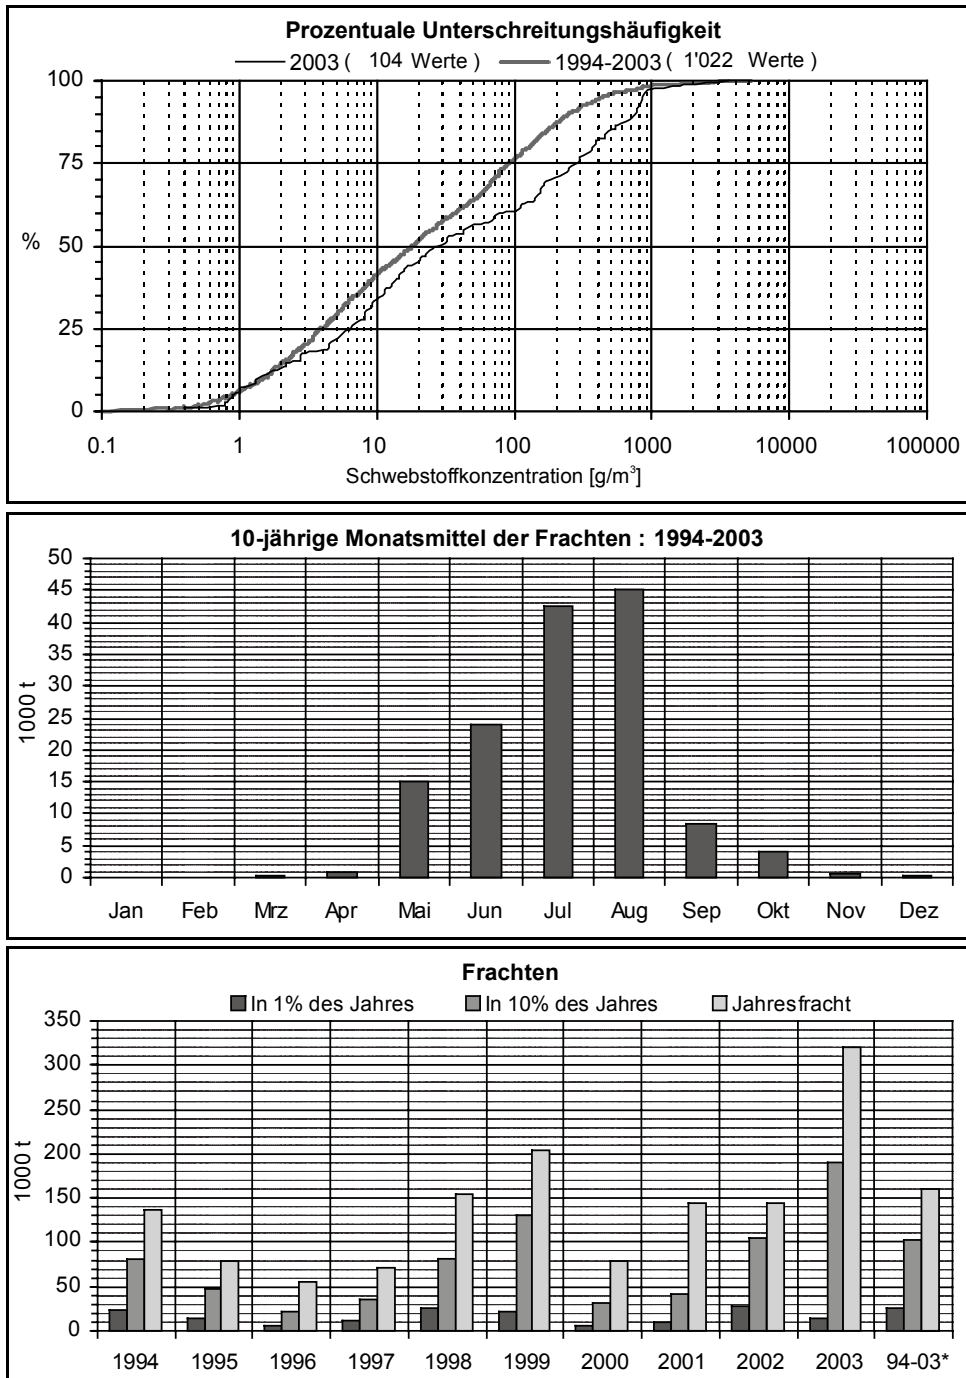 Prozentuale Unterschreitungshäufigkeit
2003 ( 104 Werte ) 1994-2003 ( 1'022 Werte )
100
75
50
25
0
%
0.1 1 10 100 1000 10000 100000
Schwebstoffkonzentration [g/m³]
10-jährige Monatsmittel der Frachten : 1994-2003
50
45
40
35
30
25
20
15
10
5
0
1000 t
Jan Feb Mrz Apr Mai Jun Jul Aug Sep Okt Nov Dez
Frachten
In 1% des Jahres In 10% des Jahres Jahresfracht
350
300
250
200
150
100
50
0
1000 t
1994 1995 1996 1997 1998 1999 2000 2001 2002 2003 94-03*